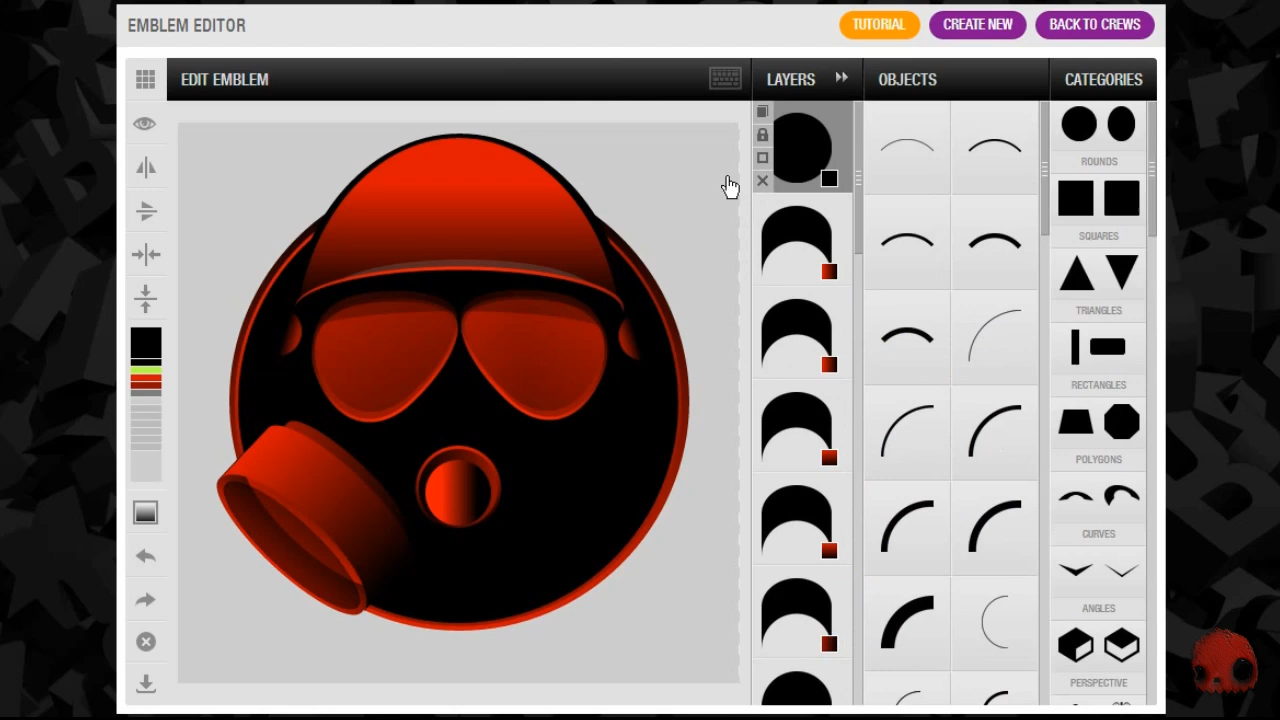 EMBLEM EDITOR
TUTORIAL
CREATE NEW
BACK TO CREWS
EDIT EMBLEM
LAYERS
OBJECTS
CATEGORIES
ROUNDS
SQUARES
TRIANGLES
RECTANGLES
POLYGONS
CURVES
ANGLES
PERSPECTIVE